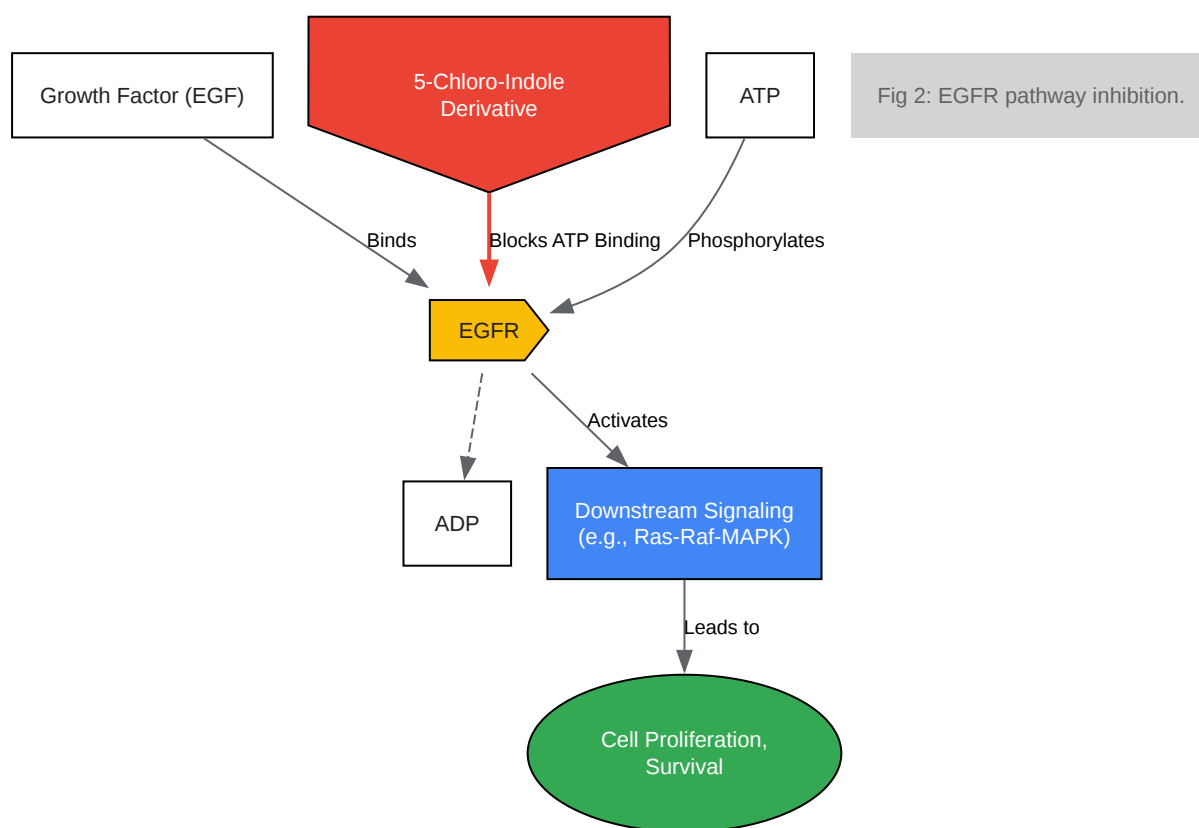 Growth Factor (EGF)
5-Chloro-Indole
Derivative
ATP
Fig 2: EGFR pathway inhibition.
Binds
Blocks ATP Binding
Phosphorylates
EGFR
Activates
ADP
Downstream Signaling
(e.g., Ras-Raf-MAPK)
Leads to
Cell Proliferation,
Survival